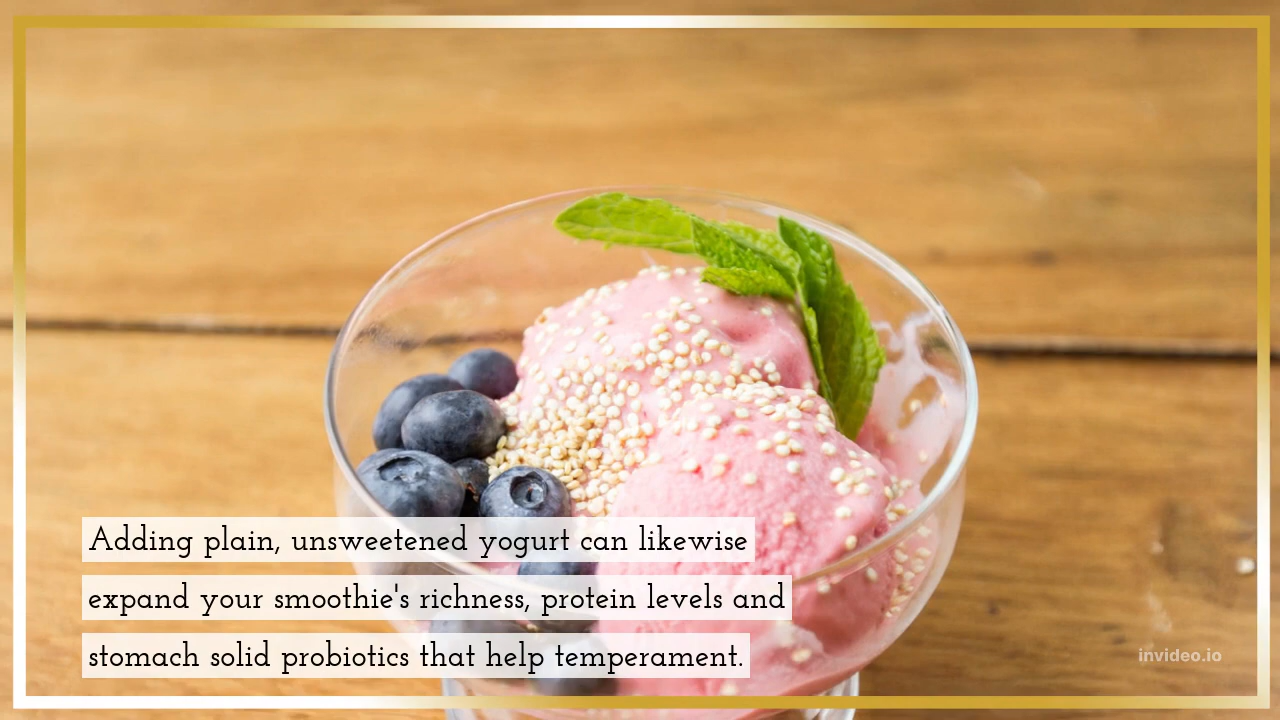 Adding plain, unsweetened yogurt can likewise
expand your smoothie's richness, protein levels and
stomach solid probiotics that help temperament.
invideo.io